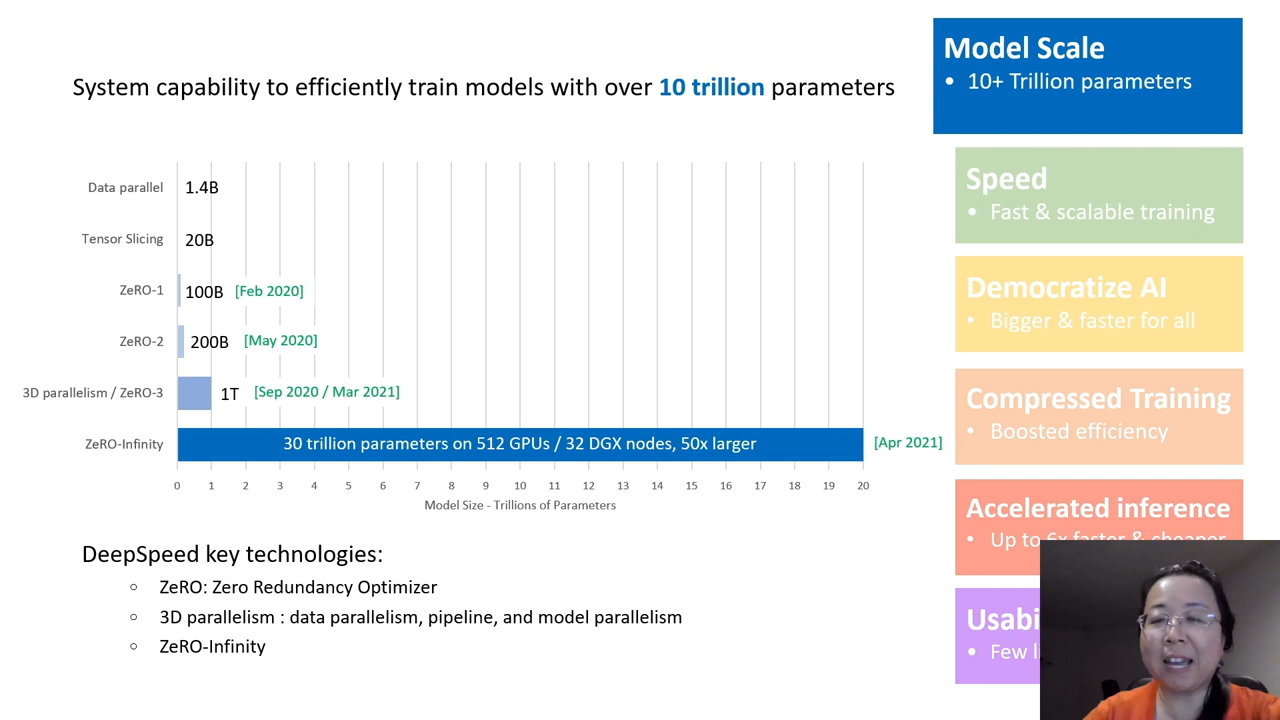 System capability to efficiently train models with over 10 trillion parameters
Data parallel 1.4B
Tensor Slicing 20B
ZeRO-1 100B [Feb 2020]
ZeRO-2 200B [May 2020]
3D parallelism / ZeRO-3 1T [Sep 2020 / Mar 2021]
ZeRO-Infinity 30 trillion parameters on 512 GPUs / 32 DGX nodes, 50x larger [Apr 2021]
0 1 2 3 4 5 6 7 8 9 10 11 12 13 14 15 16 17 18 19 20
Model Size - Trillions of Parameters
DeepSpeed key technologies:
○ ZeRO: Zero Redundancy Optimizer
○ 3D parallelism : data parallelism, pipeline, and model parallelism
○ ZeRO-Infinity
Model Scale
• 10+ Trillion parameters
Speed
• Fast & scalable training
Democratize AI
• Bigger & faster for all
Compressed Training
• Boosted efficiency
Accelerated inference
• Up to 6x faster & cheaper
Usabi
• Few l